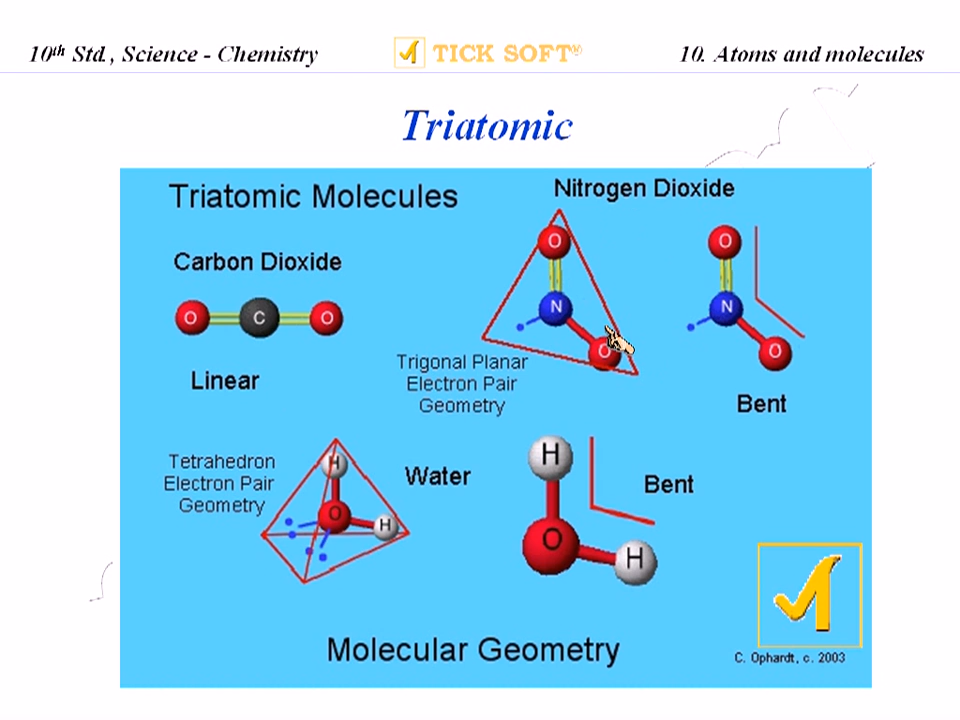 10th Std., Science - Chemistry
TICK SOFT®
10. Atoms and molecules
Triatomic
Triatomic Molecules
Nitrogen Dioxide
Carbon Dioxide
O C O
Linear
O
N
O
Trigonal Planar
Electron Pair
Geometry
O
N
O
Bent
Tetrahedron
Electron Pair
Geometry
H
O
H
Water
H
O
H
Bent
Molecular Geometry
C. Ophardt, c. 2003